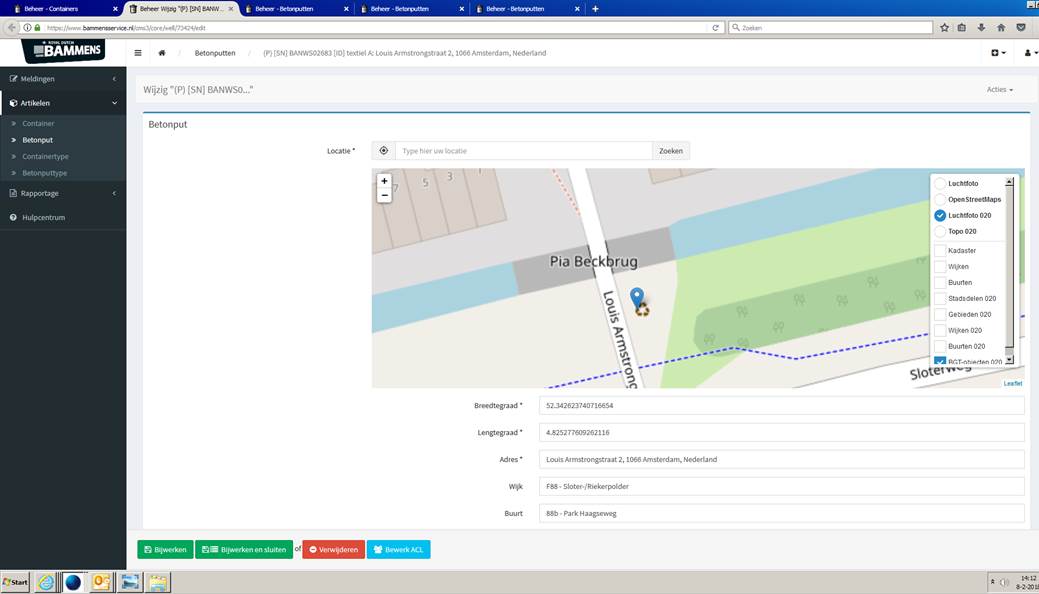 Beheer - Containers
Beheer Wijzig "(P) [SN] BANW...
Beheer - Betonputten
Beheer - Betonputten
Beheer - Betonputten
https://www.bammensservice.nl/cms3/core/well/73424/edit
Zoeken
ROYAL DUTCH
BAMMENS
Betonputten / (P) [SN] BANWS02683 [ID] textiel A: Louis Armstrongstraat 2, 1066 Amsterdam, Nederland
Meldingen
Artikelen
Container
Betonput
Containertype
Betonputtype
Rapportage
Hulpcentrum
Wijzig "(P) [SN] BANWS0..."
Acties
Betonput
Locatie *
Type hier uw locatie
Zoeken
+
−
7
5
3
Pia Beckbrug
Louis Armstrong
Sloterweg
Luchtfoto
OpenStreetMaps
Luchtfoto 020
Topo 020
Kadaster
Wijken
Buurten
Stadsdelen 020
Gebieden 020
Wijken 020
Buurten 020
BGT-objecten 020
Leaflet
Breedtegraad * 52.342623740716654
Lengtegraad * 4.825277609262116
Adres * Louis Armstrongstraat 2, 1066 Amsterdam, Nederland
Wijk F88 - Sloter-/Riekerpolder
Buurt 88b - Park Haagseweg
Bijwerken
Bijwerken en sluiten
of
Verwijderen
Bewerk ACL
Start
14:12